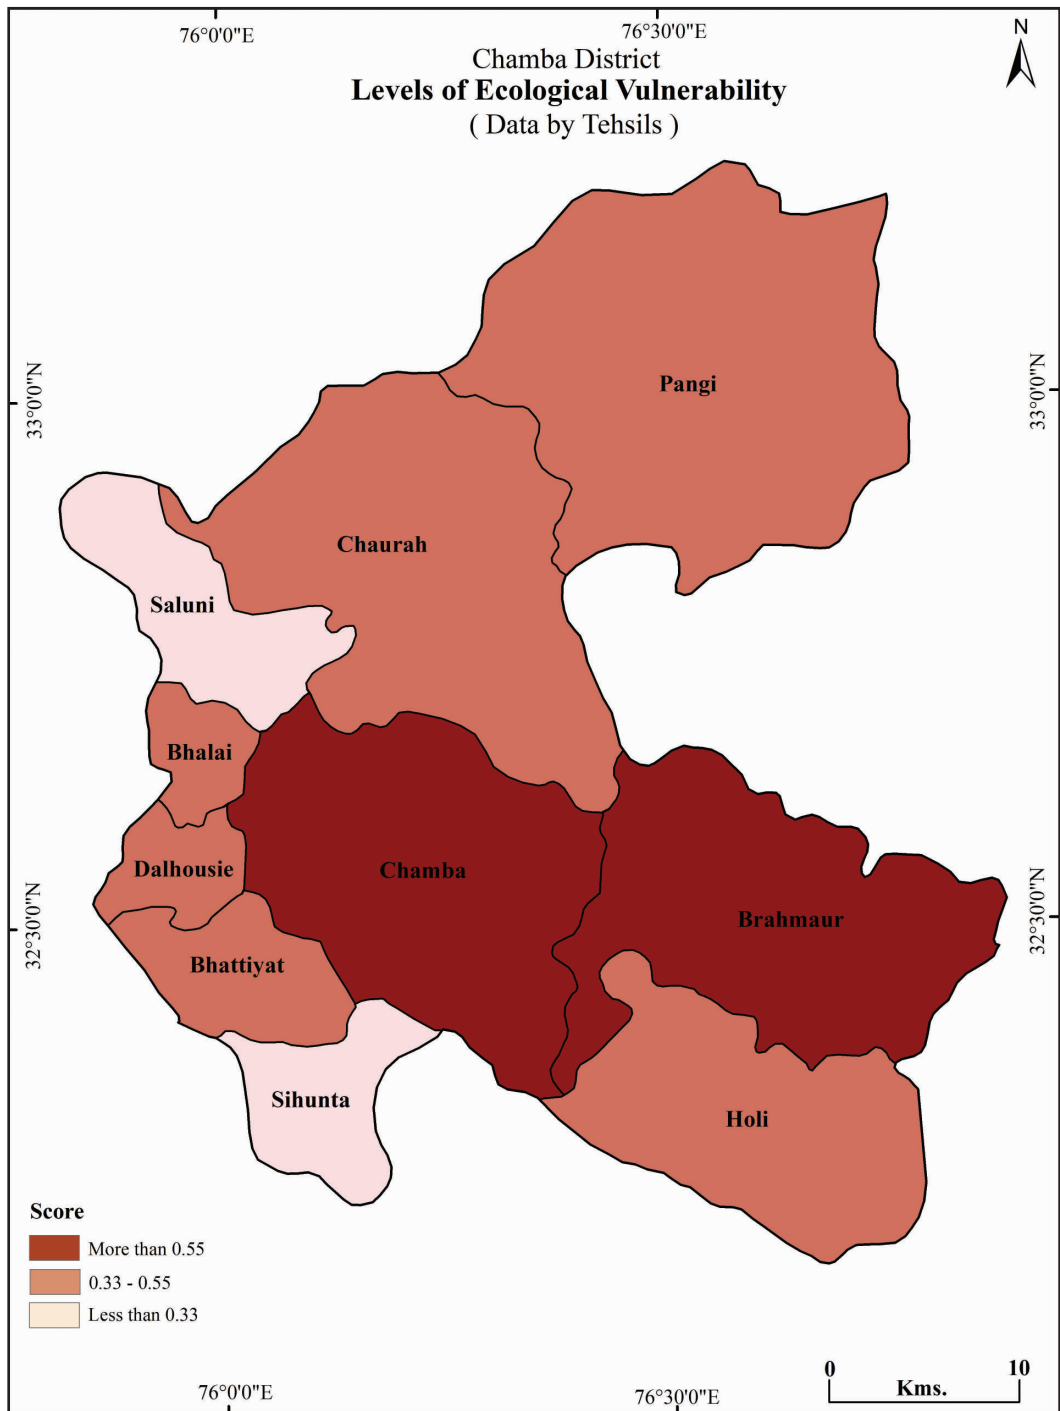 76°0'0"E
76°30'0"E
N
Chamba District
Levels of Ecological Vulnerability
( Data by Tehsils )
33°0'0"N
33°0'0"N
Pangi
Chaurah
Saluni
Bhalai
Dalhousie
Chamba
Brahmaur
32°30'0"N
32°30'0"N
Bhattiyat
Sihunta
Holi
Score
More than 0.55
0.33 - 0.55
Less than 0.33
0 10
Kms.
76°0'0"E
76°30'0"E